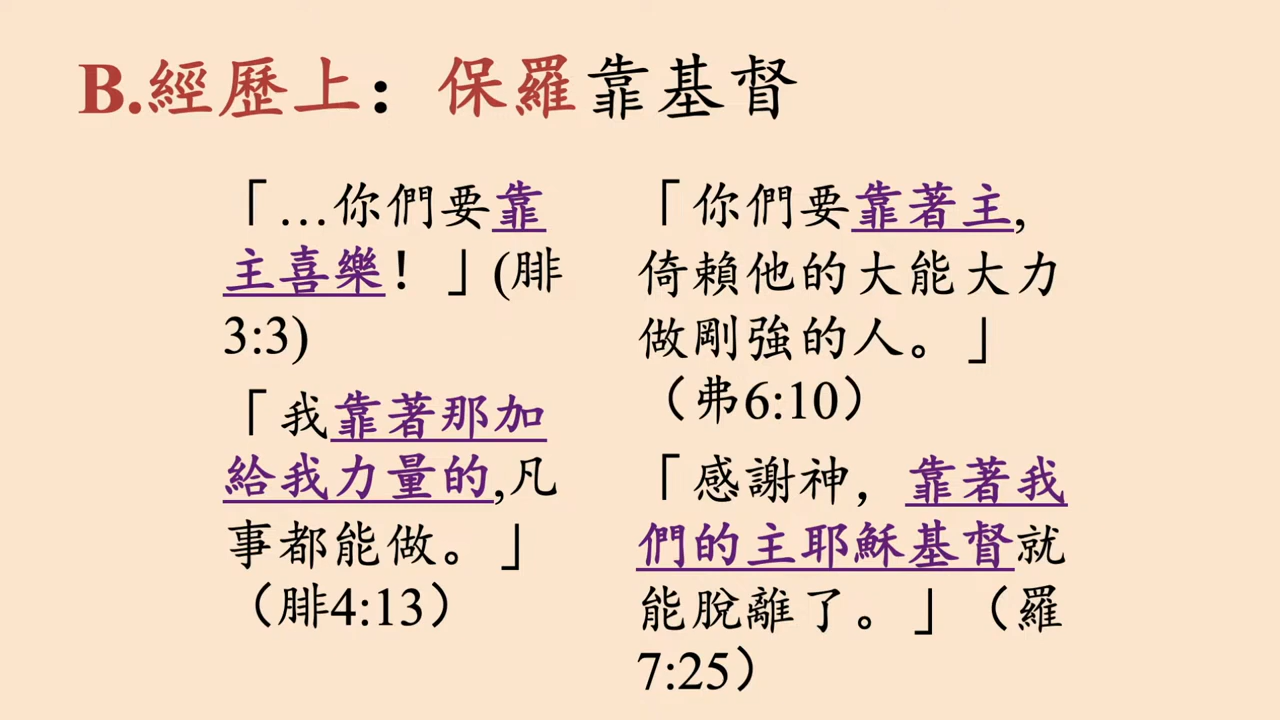 B.經歷上：保羅靠基督
「…你們要靠
主喜樂！」(腓
3:3)
「我靠著那加
給我力量的,凡
事都能做。」
（腓4:13）
「你們要靠著主,
倚賴他的大能大力
做剛強的人。」
（弗6:10）
「感謝神，靠著我
們的主耶穌基督就
能脫離了。」（羅
7:25）